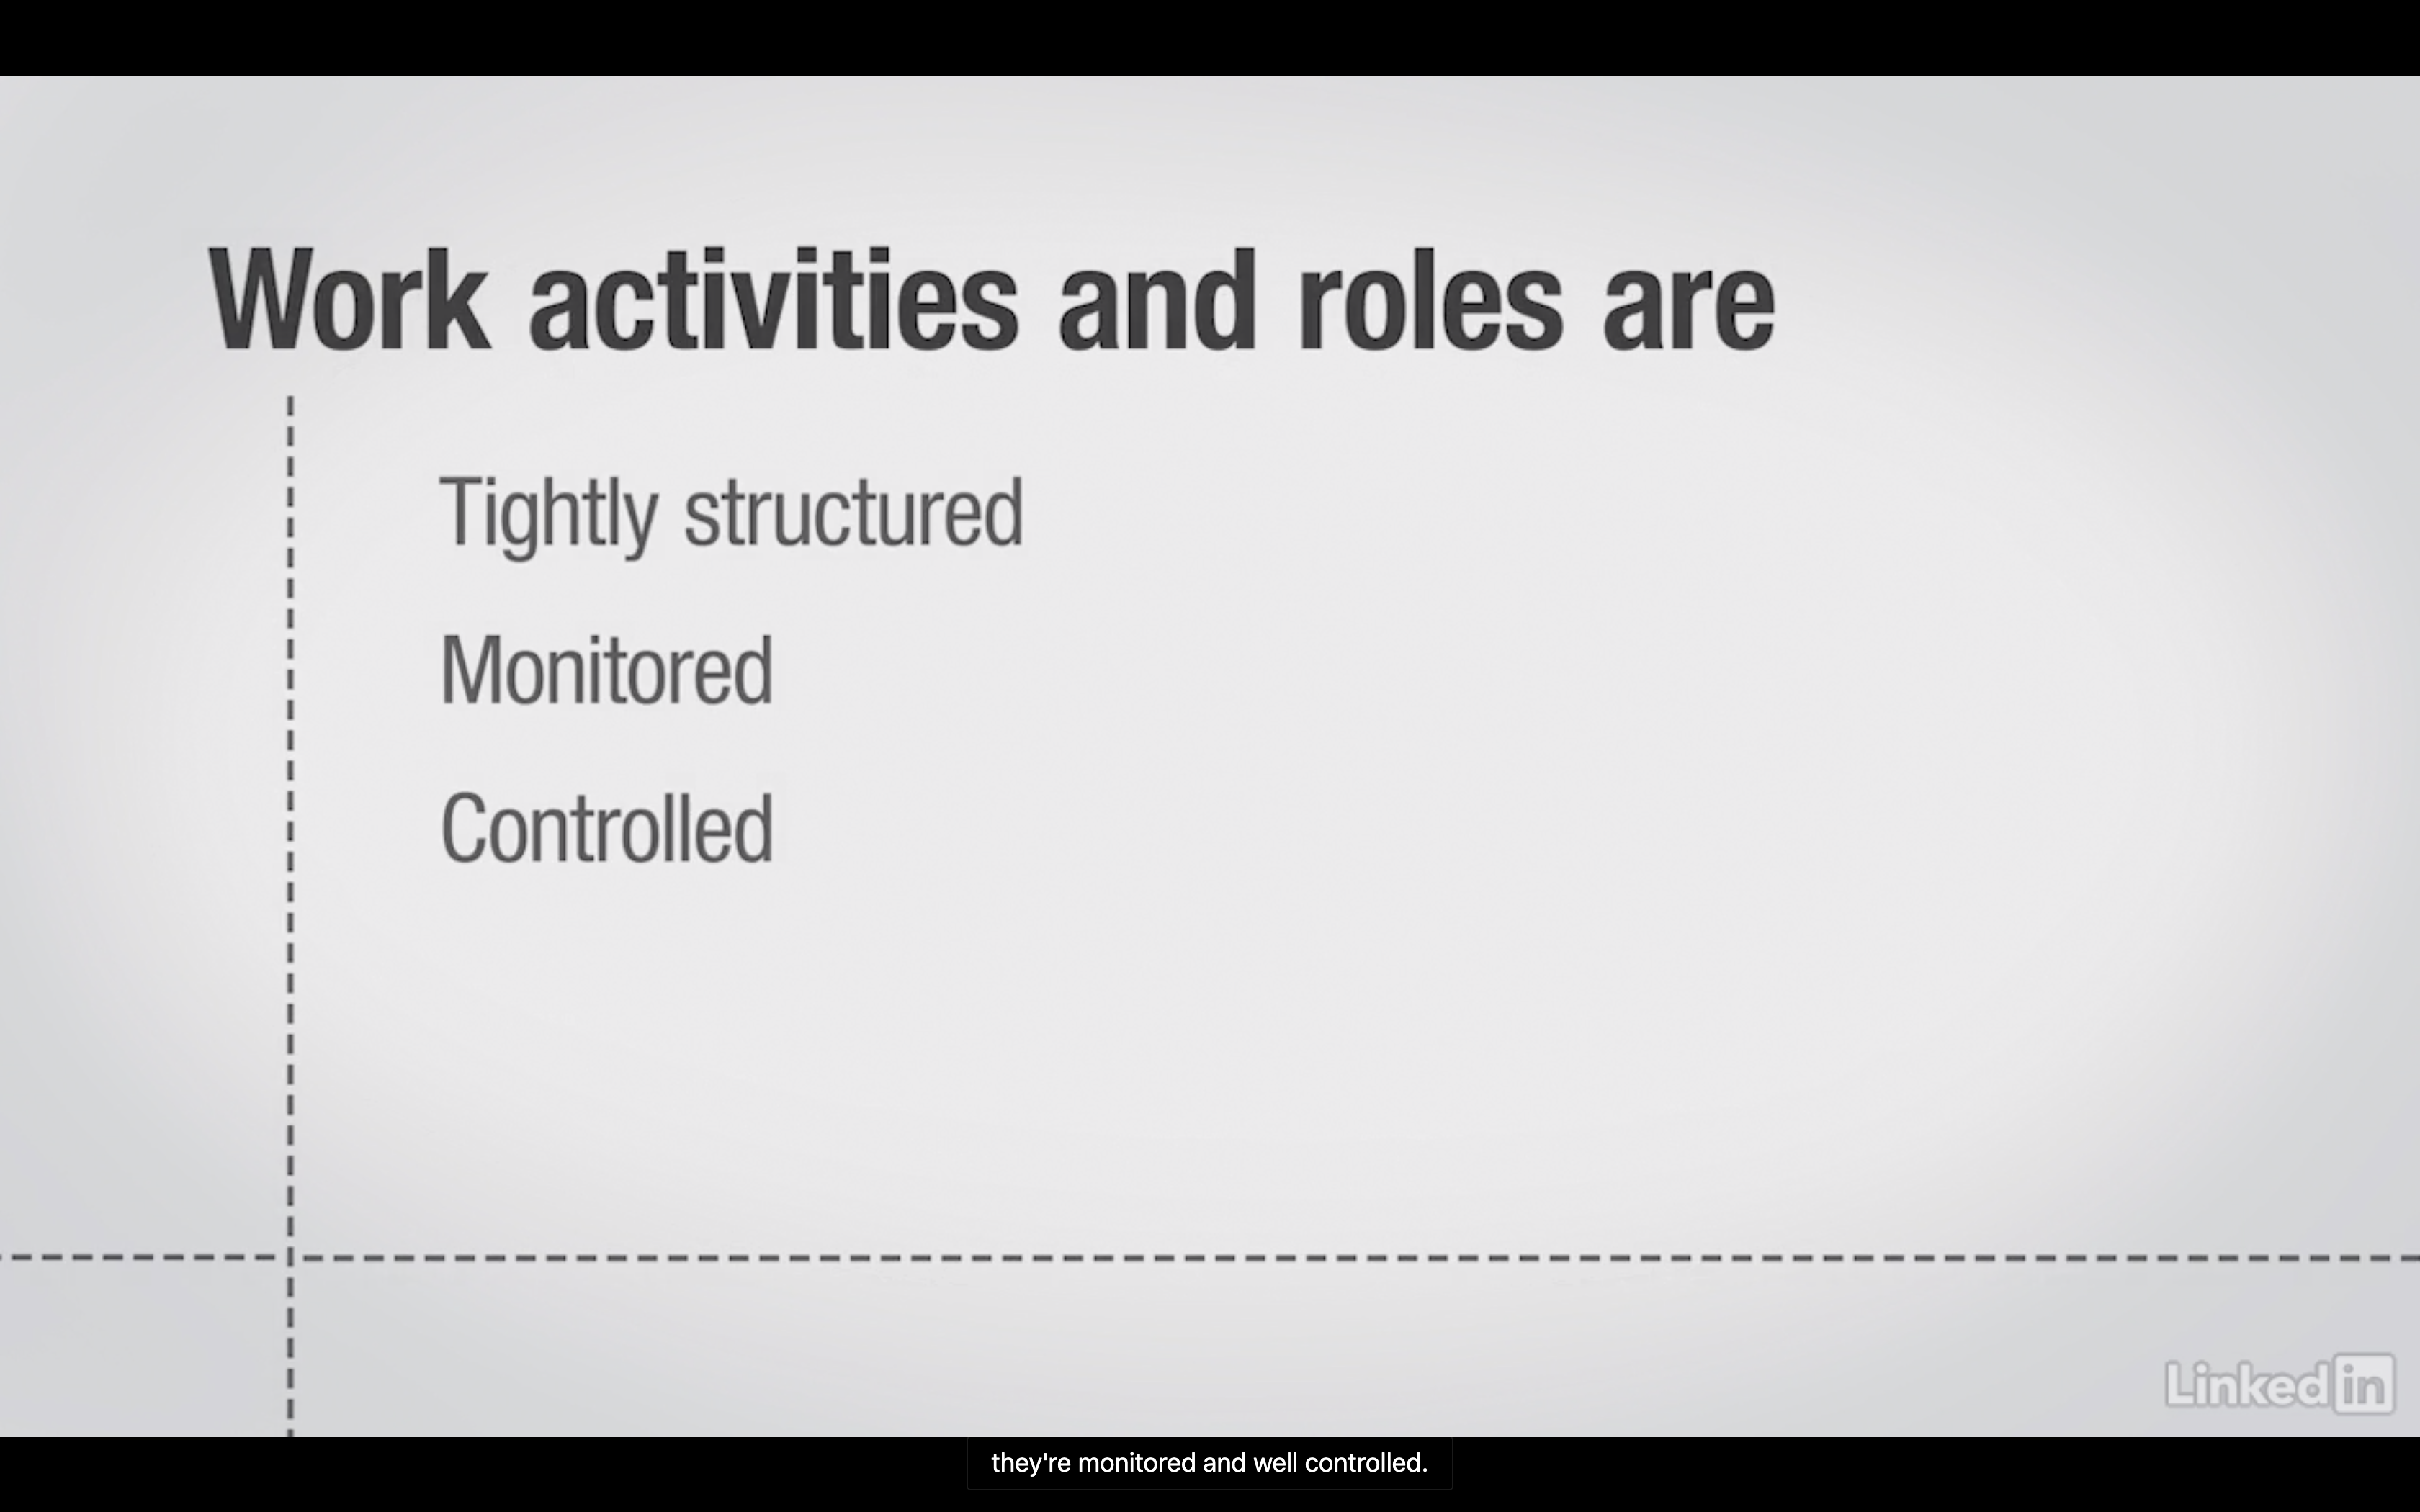 Work activities and roles are
Tightly structured
Monitored
Controlled
Linkedin
they're monitored and well controlled.